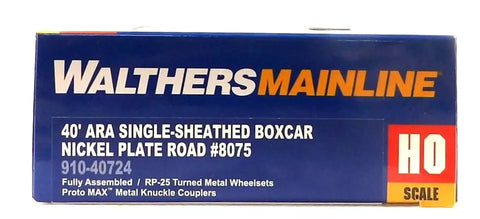 WALTHERSMAINLINE
40' ARA SINGLE-SHEATHED BOXCAR
NICKEL PLATE ROAD #8075
910-40724
Fully Assembled / RP-25 Turned Metal Wheelsets
Proto MAX™ Metal Knuckle Couplers
HO
SCALE